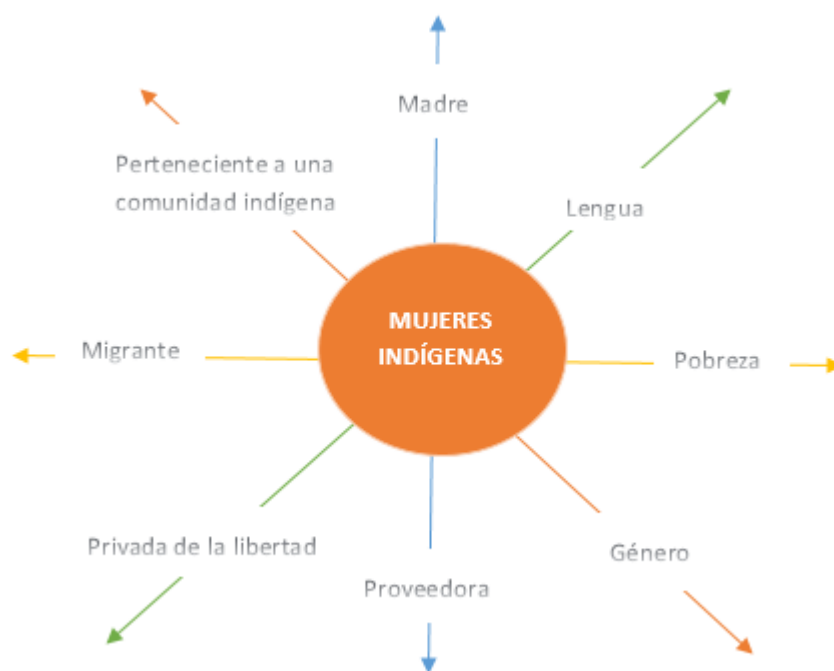 Madre
Perteneciente a una
comunidad indígena
Lengua
MUJERES
INDÍGENAS
Migrante
Pobreza
Privada de la libertad
Género
Proveedora